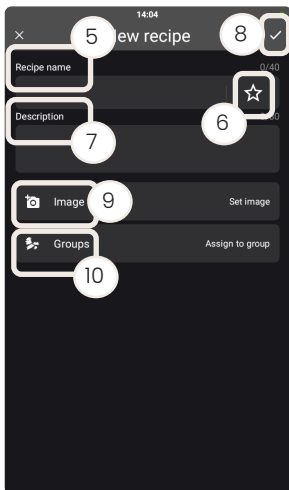 14:04
5
ew recipe
8
Recipe name
0/40
6
Description
7
Image
9
Set image
Groups
Assign to group
10